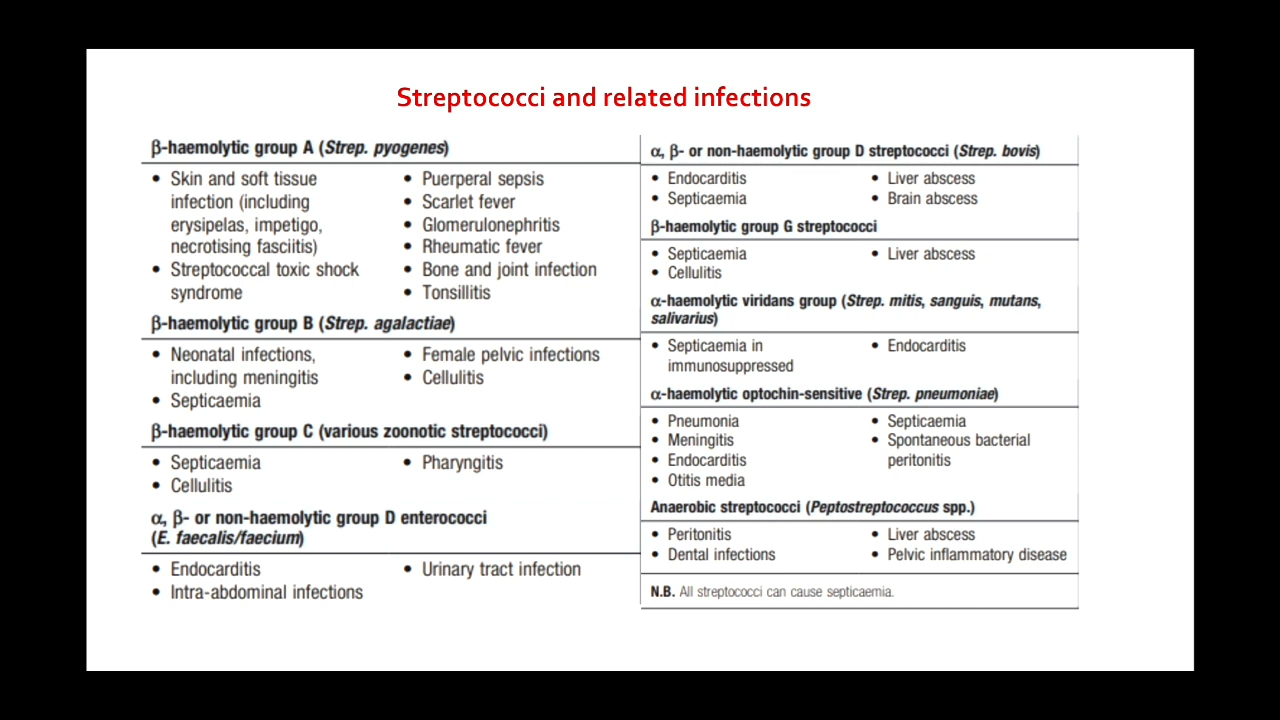 Streptococci and related infections
β-haemolytic group A (Strep. pyogenes)
• Skin and soft tissue
infection (including
erysipelas, impetigo,
necrotising fasciitis)
• Streptococcal toxic shock
syndrome
• Puerperal sepsis
• Scarlet fever
• Glomerulonephritis
• Rheumatic fever
• Bone and joint infection
• Tonsillitis
β-haemolytic group B (Strep. agalactiae)
• Neonatal infections,
including meningitis
• Septicaemia
• Female pelvic infections
• Cellulitis
β-haemolytic group C (various zoonotic streptococci)
• Septicaemia
• Cellulitis
• Pharyngitis
α, β- or non-haemolytic group D enterococci
(E. faecalis/faecium)
• Endocarditis
• Intra-abdominal infections
• Urinary tract infection
α, β- or non-haemolytic group D streptococci (Strep. bovis)
• Endocarditis
• Septicaemia
• Liver abscess
• Brain abscess
β-haemolytic group G streptococci
• Septicaemia
• Cellulitis
• Liver abscess
α-haemolytic viridans group (Strep. mitis, sanguis, mutans,
salivarius)
• Septicaemia in
immunosuppressed
• Endocarditis
α-haemolytic optochin-sensitive (Strep. pneumoniae)
• Pneumonia
• Meningitis
• Endocarditis
• Otitis media
• Septicaemia
• Spontaneous bacterial
peritonitis
Anaerobic streptococci (Peptostreptococcus spp.)
• Peritonitis
• Dental infections
• Liver abscess
• Pelvic inflammatory disease
N.B. All streptococci can cause septicaemia.